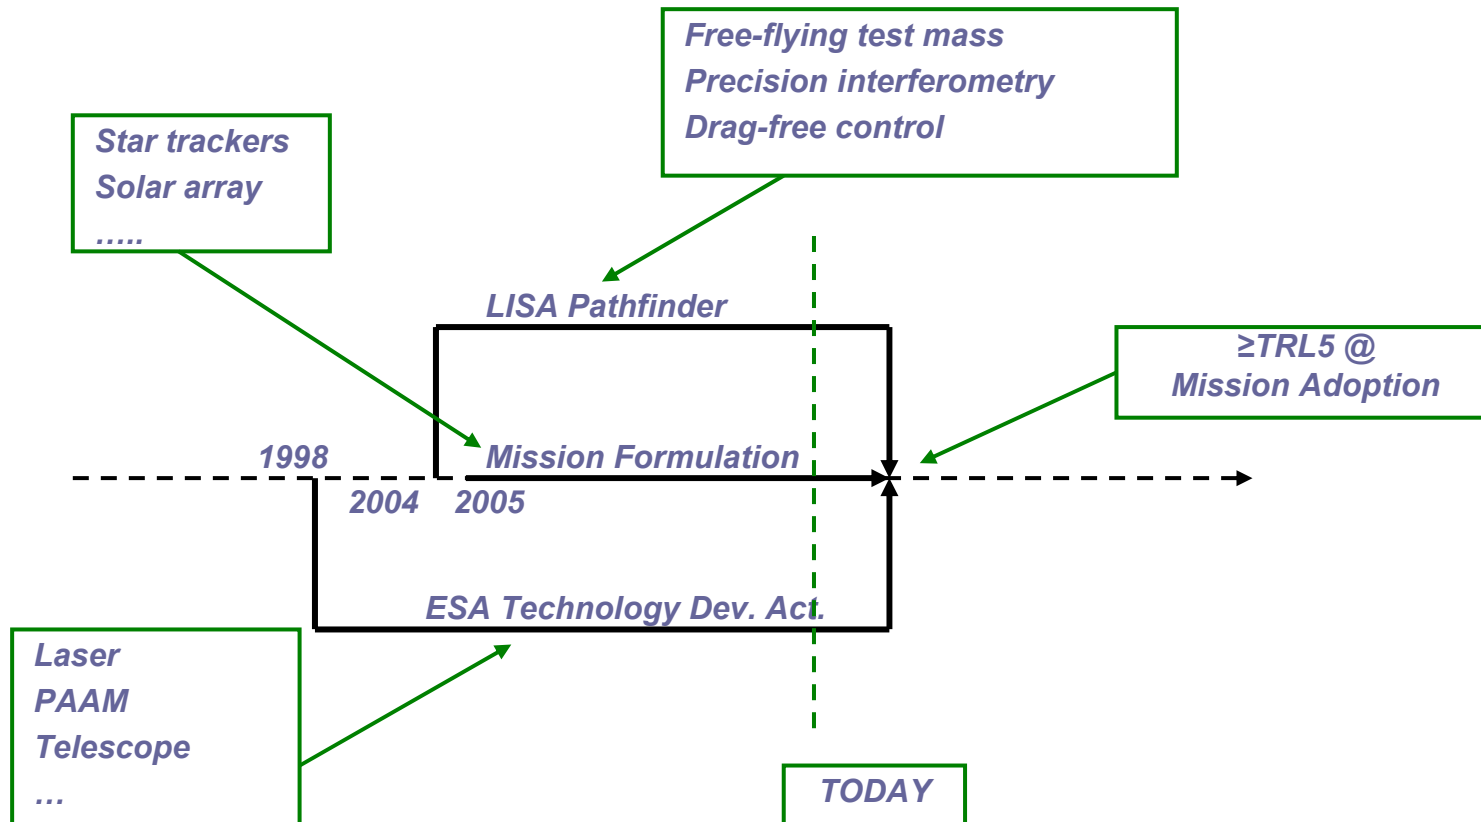 Free-flying test mass
Precision interferometry
Drag-free control
Star trackers
Solar array
…..
LISA Pathfinder
≥TRL5 @
Mission Adoption
1998
Mission Formulation
2004
2005
ESA Technology Dev. Act.
Laser
PAAM
Telescope
…
TODAY